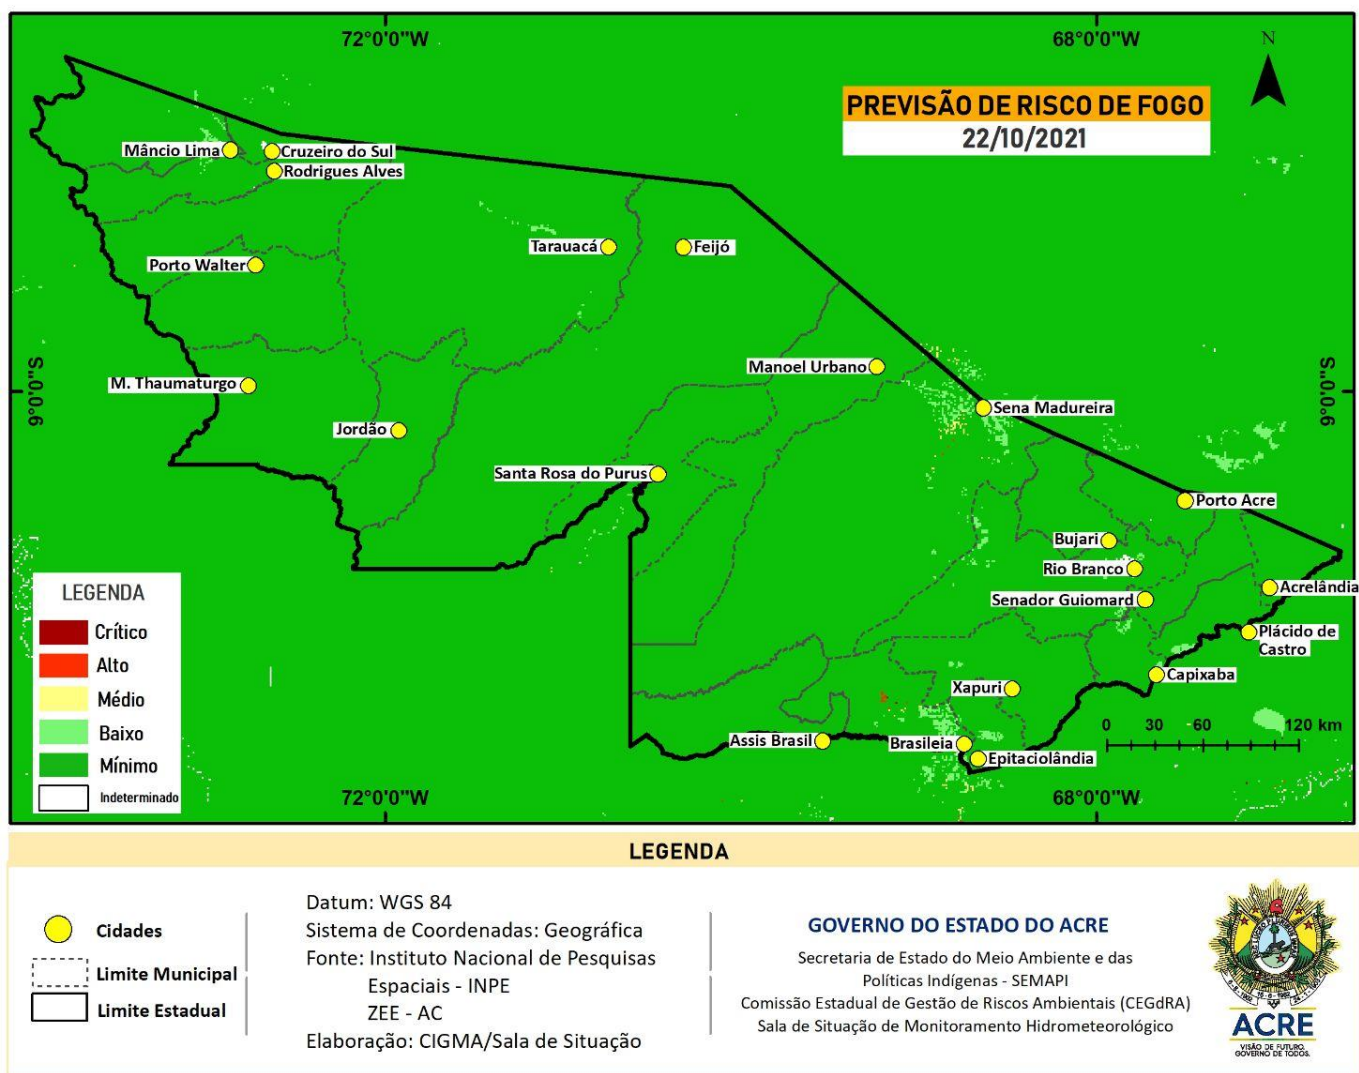 72°0'0"W
68°0'0"W
N
PREVISÃO DE RISCO DE FOGO
22/10/2021
Mâncio Lima
Cruzeiro do Sul
Rodrigues Alves
Tarauacá
Feijó
Porto Walter
9°0'0"S
9°0'0"S
Manoel Urbano
M. Thaumaturgo
Sena Madureira
Jordão
Santa Rosa do Purus
Porto Acre
Bujari
Rio Branco
Acrelândia
Senador Guiomard
Plácido de
Castro
Capixaba
Xapuri
Assis Brasil
Brasileia
Epitaciolândia
0 30 60 120 km
LEGENDA
Crítico
Alto
Médio
Baixo
Mínimo
Indeterminado
72°0'0"W
68°0'0"W
LEGENDA
Cidades
Limite Municipal
Limite Estadual
Datum: WGS 84
Sistema de Coordenadas: Geográfica
Fonte: Instituto Nacional de Pesquisas
Espaciais - INPE
ZEE - AC
Elaboração: CIGMA/Sala de Situação
GOVERNO DO ESTADO DO ACRE
Secretaria de Estado do Meio Ambiente e das
Políticas Indígenas - SEMAPI
Comissão Estadual de Gestão de Riscos Ambientais (CEGdRA)
Sala de Situação de Monitoramento Hidrometeorológico
ACRE
VISÃO DE FUTURO.
GOVERNO DE TODOS.